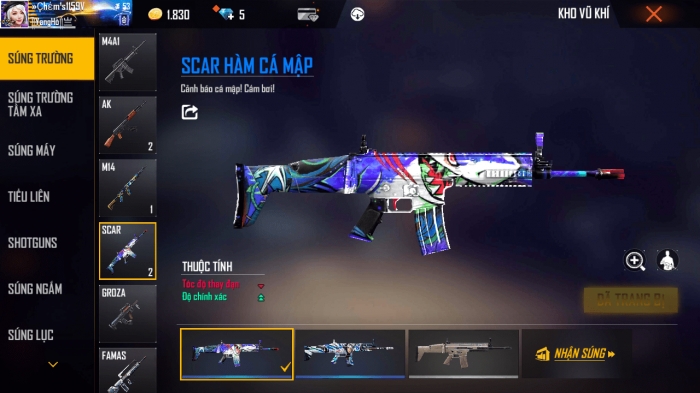 # 53
1.830
5
KHO VŨ KHÍ
SÚNG TRƯỜNG
SÚNG TRƯỜNG
TẦM XA
SÚNG MÁY
TIỂU LIÊN
SHOTGUNS
SÚNG NGẮM
SÚNG LỤC
M4A1
AK
2
M14
1
SCAR
2
GROZA
FAMAS
SCAR HÀM CÁ MẬP
Cảnh báo cá mập! Cấm bơi!
THUỘC TÍNH
Tốc độ thay đạn
Độ chính xác
ĐÃ TRANG BỊ
NHẬN SÚNG